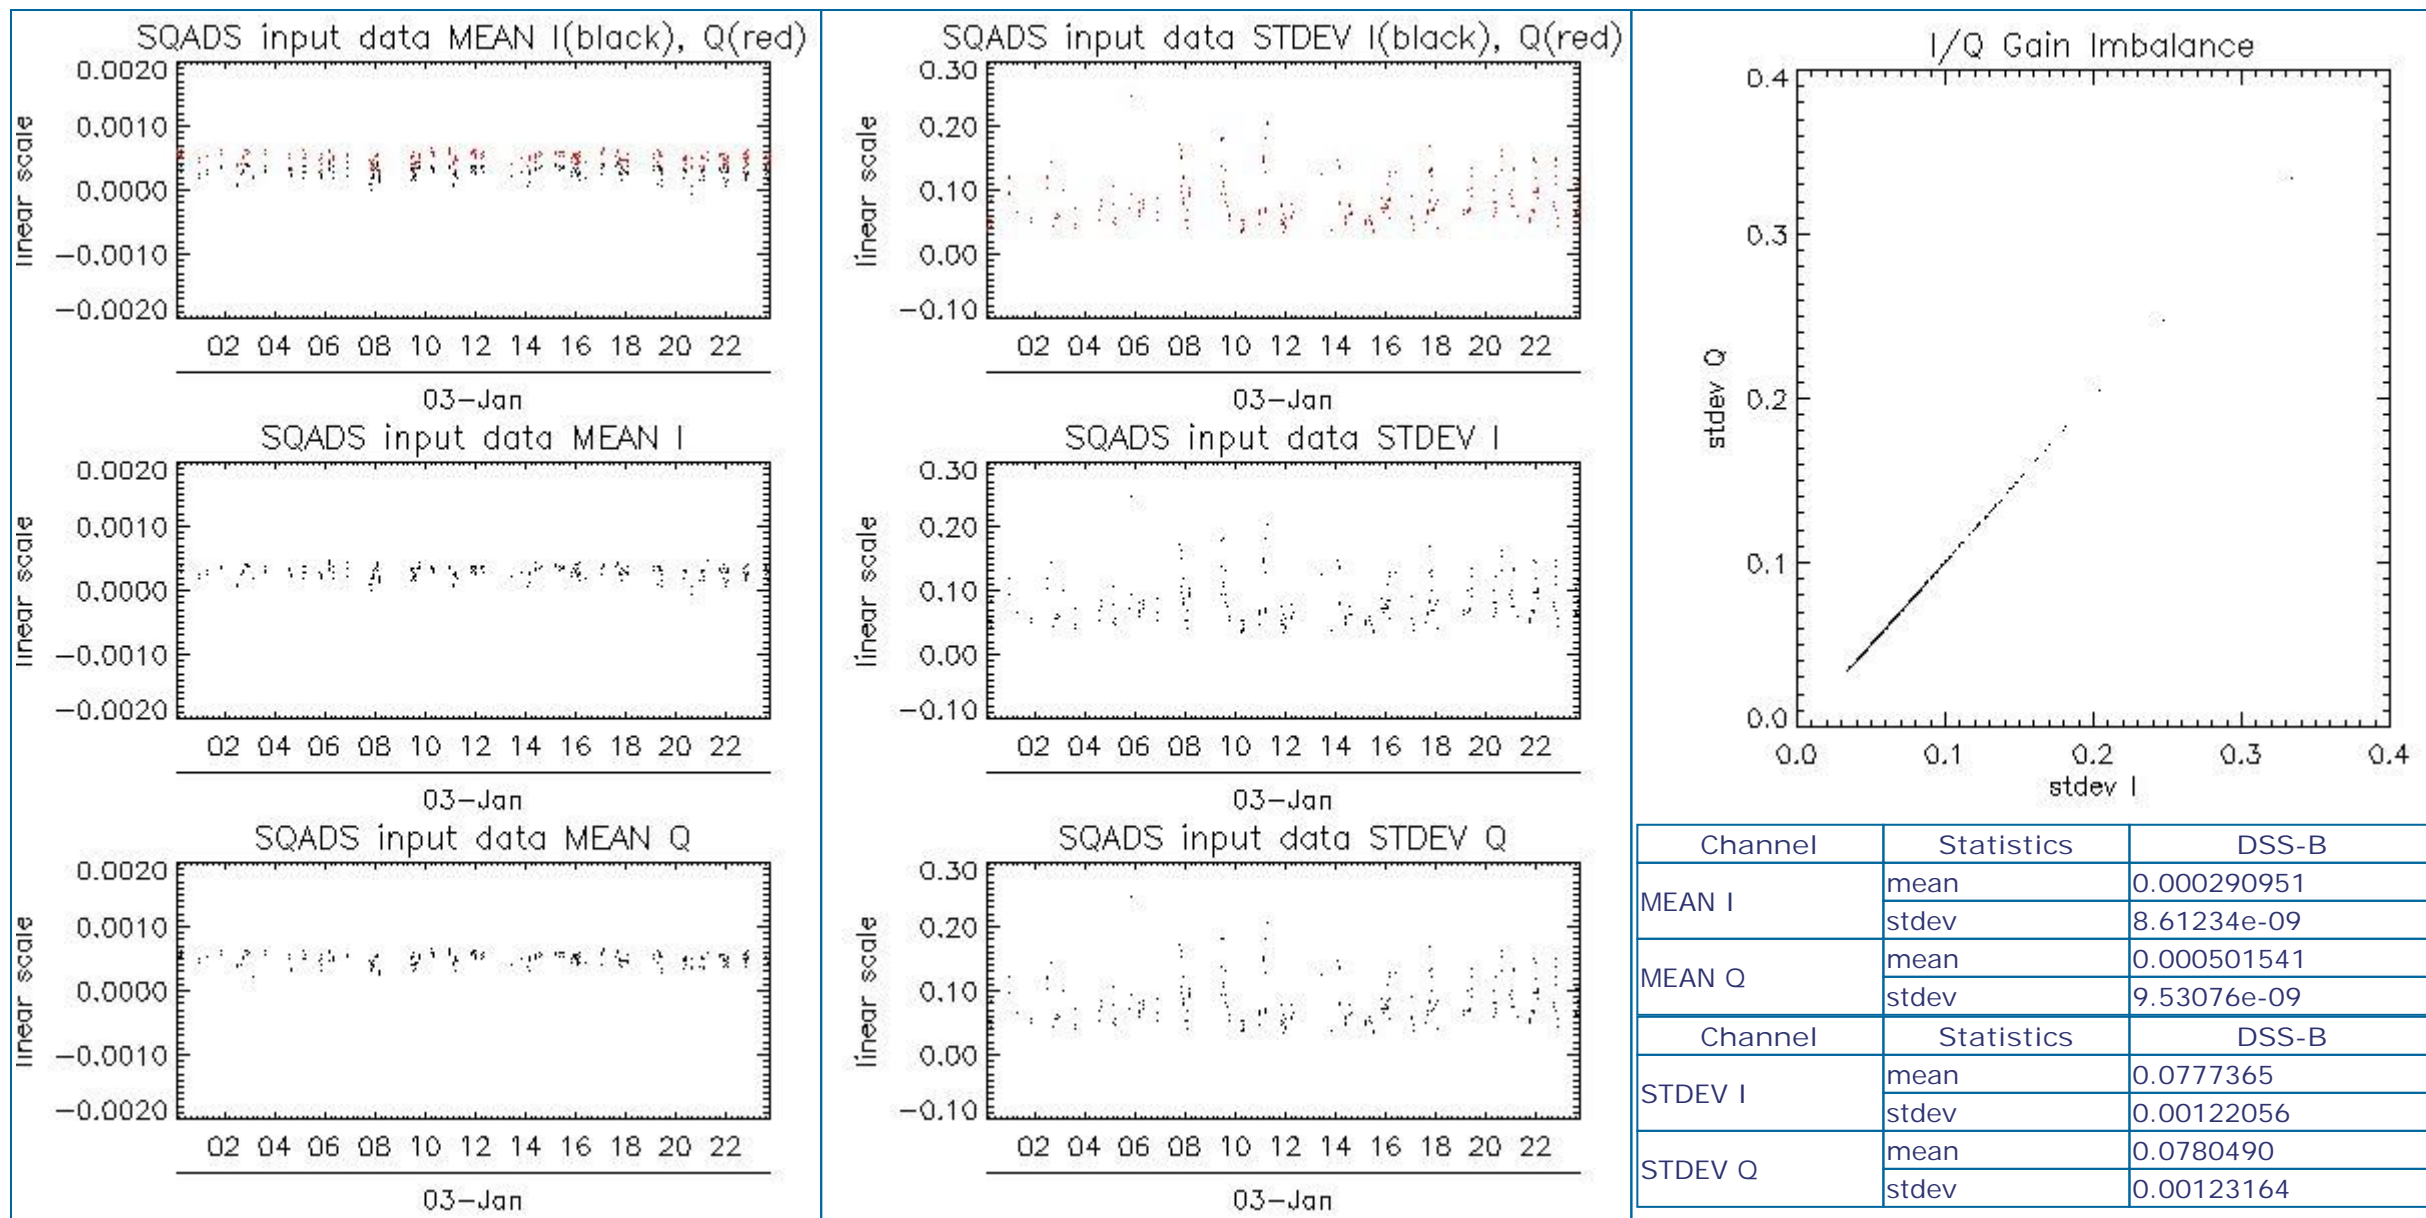 SQADS input data MEAN I(black), Q(red)
linear scale
0.0020
0.0010
0.0000
-0.0010
-0.0020
02 04 06 08 10 12 14 16 18 20 22
03-Jan
SQADS input data MEAN I
linear scale
0.0020
0.0010
0.0000
-0.0010
-0.0020
02 04 06 08 10 12 14 16 18 20 22
03-Jan
SQADS input data MEAN Q
linear scale
0.0020
0.0010
0.0000
-0.0010
-0.0020
02 04 06 08 10 12 14 16 18 20 22
03-Jan
SQADS input data STDEV I(black), Q(red)
linear scale
0.30
0.20
0.10
0.00
-0.10
02 04 06 08 10 12 14 16 18 20 22
03-Jan
SQADS input data STDEV I
linear scale
0.30
0.20
0.10
0.00
-0.10
02 04 06 08 10 12 14 16 18 20 22
03-Jan
SQADS input data STDEV Q
linear scale
0.30
0.20
0.10
0.00
-0.10
02 04 06 08 10 12 14 16 18 20 22
03-Jan
I/Q Gain Imbalance
stdev Q
0.4
0.3
0.2
0.1
0.0
0.0 0.1 0.2 0.3 0.4
stdev I
Channel Statistics DSS-B
MEAN I mean 0.000290951
stdev 8.61234e-09
MEAN Q mean 0.000501541
stdev 9.53076e-09
Channel Statistics DSS-B
STDEV I mean 0.0777365
stdev 0.00122056
STDEV Q mean 0.0780490
stdev 0.00123164